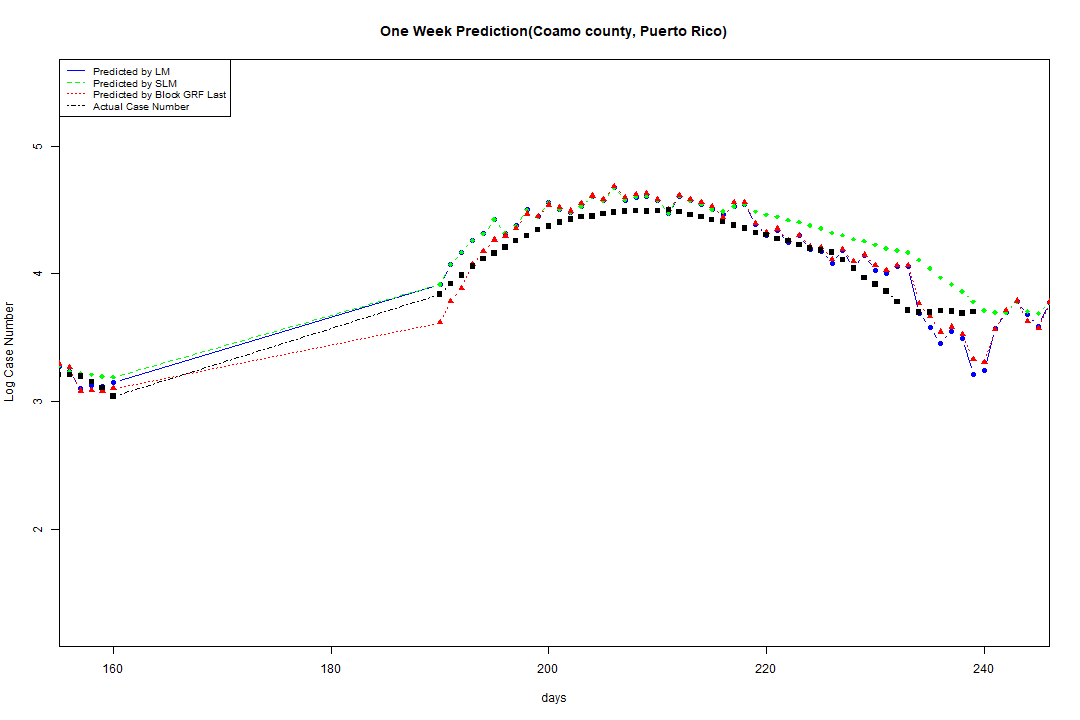 One Week Prediction(Coamo county, Puerto Rico)
Predicted by LM
Predicted by SLM
Predicted by Block GRF Last
Actual Case Number
5
4
3
2
Log Case Number
160 180 200 220 240
days